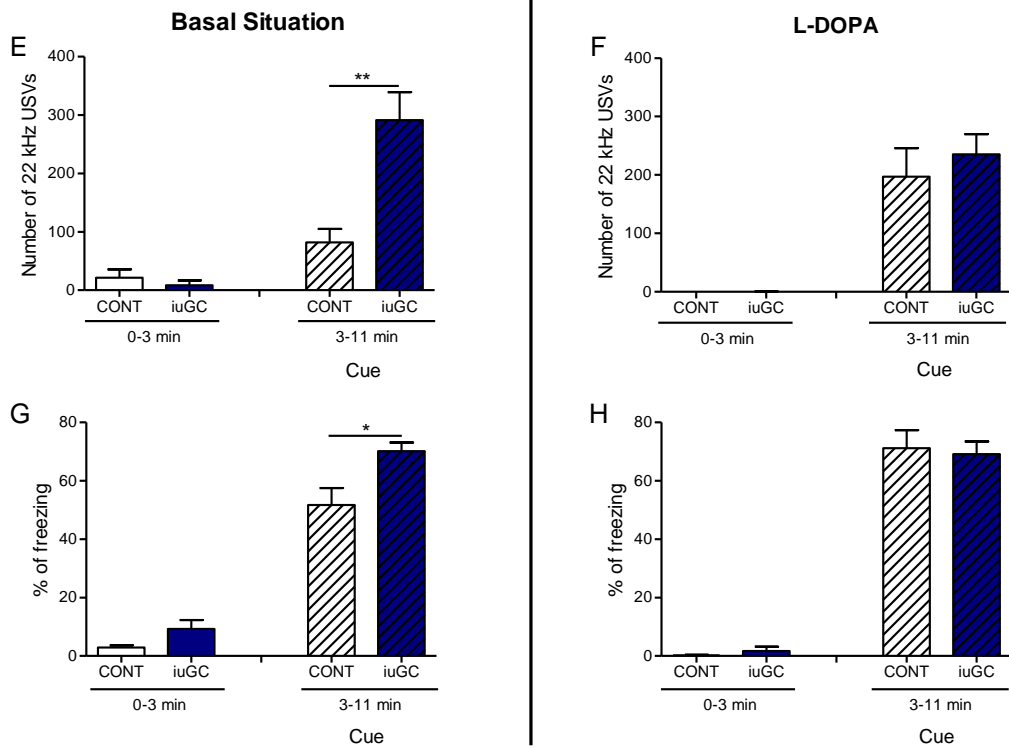 Basal Situation
L-DOPA
E
Number of 22 kHz USVs
400
300
200
100
0
**
CONT
iuGC
CONT
iuGC
0-3 min
3-11 min
Cue
F
Number of 22 kHz USVs
400
300
200
100
0
CONT
iuGC
CONT
iuGC
0-3 min
3-11 min
Cue
G
% of freezing
80
60
40
20
0
*
CONT
iuGC
CONT
iuGC
0-3 min
3-11 min
Cue
H
% of freezing
80
60
40
20
0
CONT
iuGC
CONT
iuGC
0-3 min
3-11 min
Cue